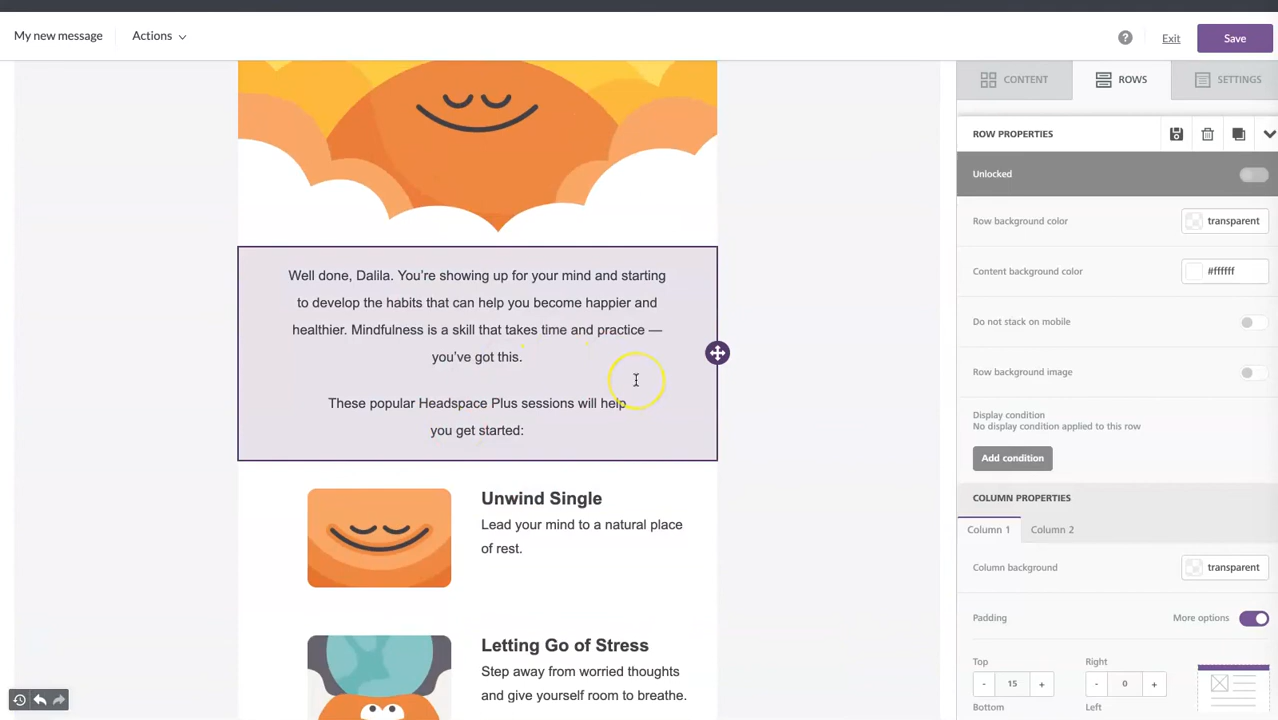 My new message
Actions
?
Exit
Save
CONTENT
ROWS
SETTINGS
ROW PROPERTIES
Unlocked
Row background color
transparent
Content background color
#ffffff
Do not stack on mobile
Row background image
Display condition
No display condition applied to this row
Add condition
COLUMN PROPERTIES
Column 1
Column 2
Column background
transparent
Padding
More options
Top
Right
- 15 +
- 0 +
Bottom
Left
Well done, Dalila. You’re showing up for your mind and starting
to develop the habits that can help you become happier and
healthier. Mindfulness is a skill that takes time and practice —
you’ve got this.
These popular Headspace Plus sessions will help
you get started:
Unwind Single
Lead your mind to a natural place
of rest.
Letting Go of Stress
Step away from worried thoughts
and give yourself room to breathe.